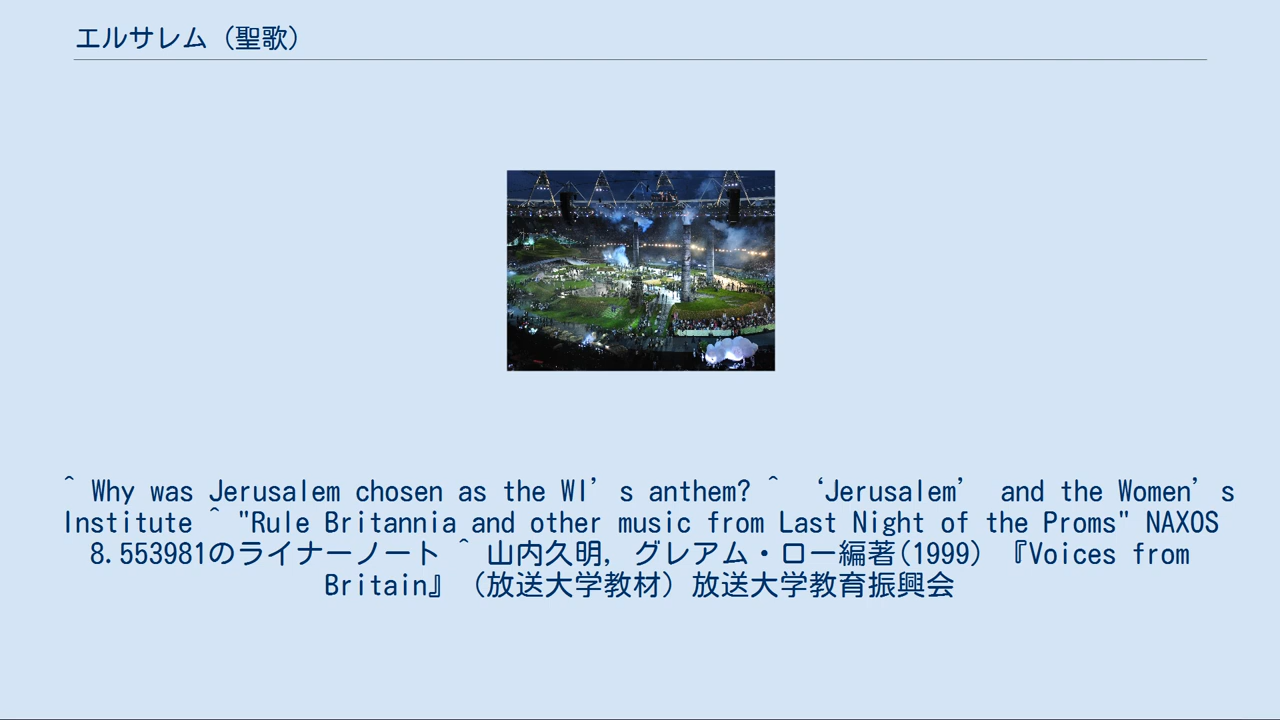 エルサレム（聖歌）
^ Why was Jerusalem chosen as the WI’s anthem? ^ ‘Jerusalem’ and the Women’s
Institute ^ "Rule Britannia and other music from Last Night of the Proms" NAXOS
8.553981のライナーノート ^ 山内久明, グレアム・ロー編著(1999) 『Voices from
Britain』（放送大学教材）放送大学教育振興会